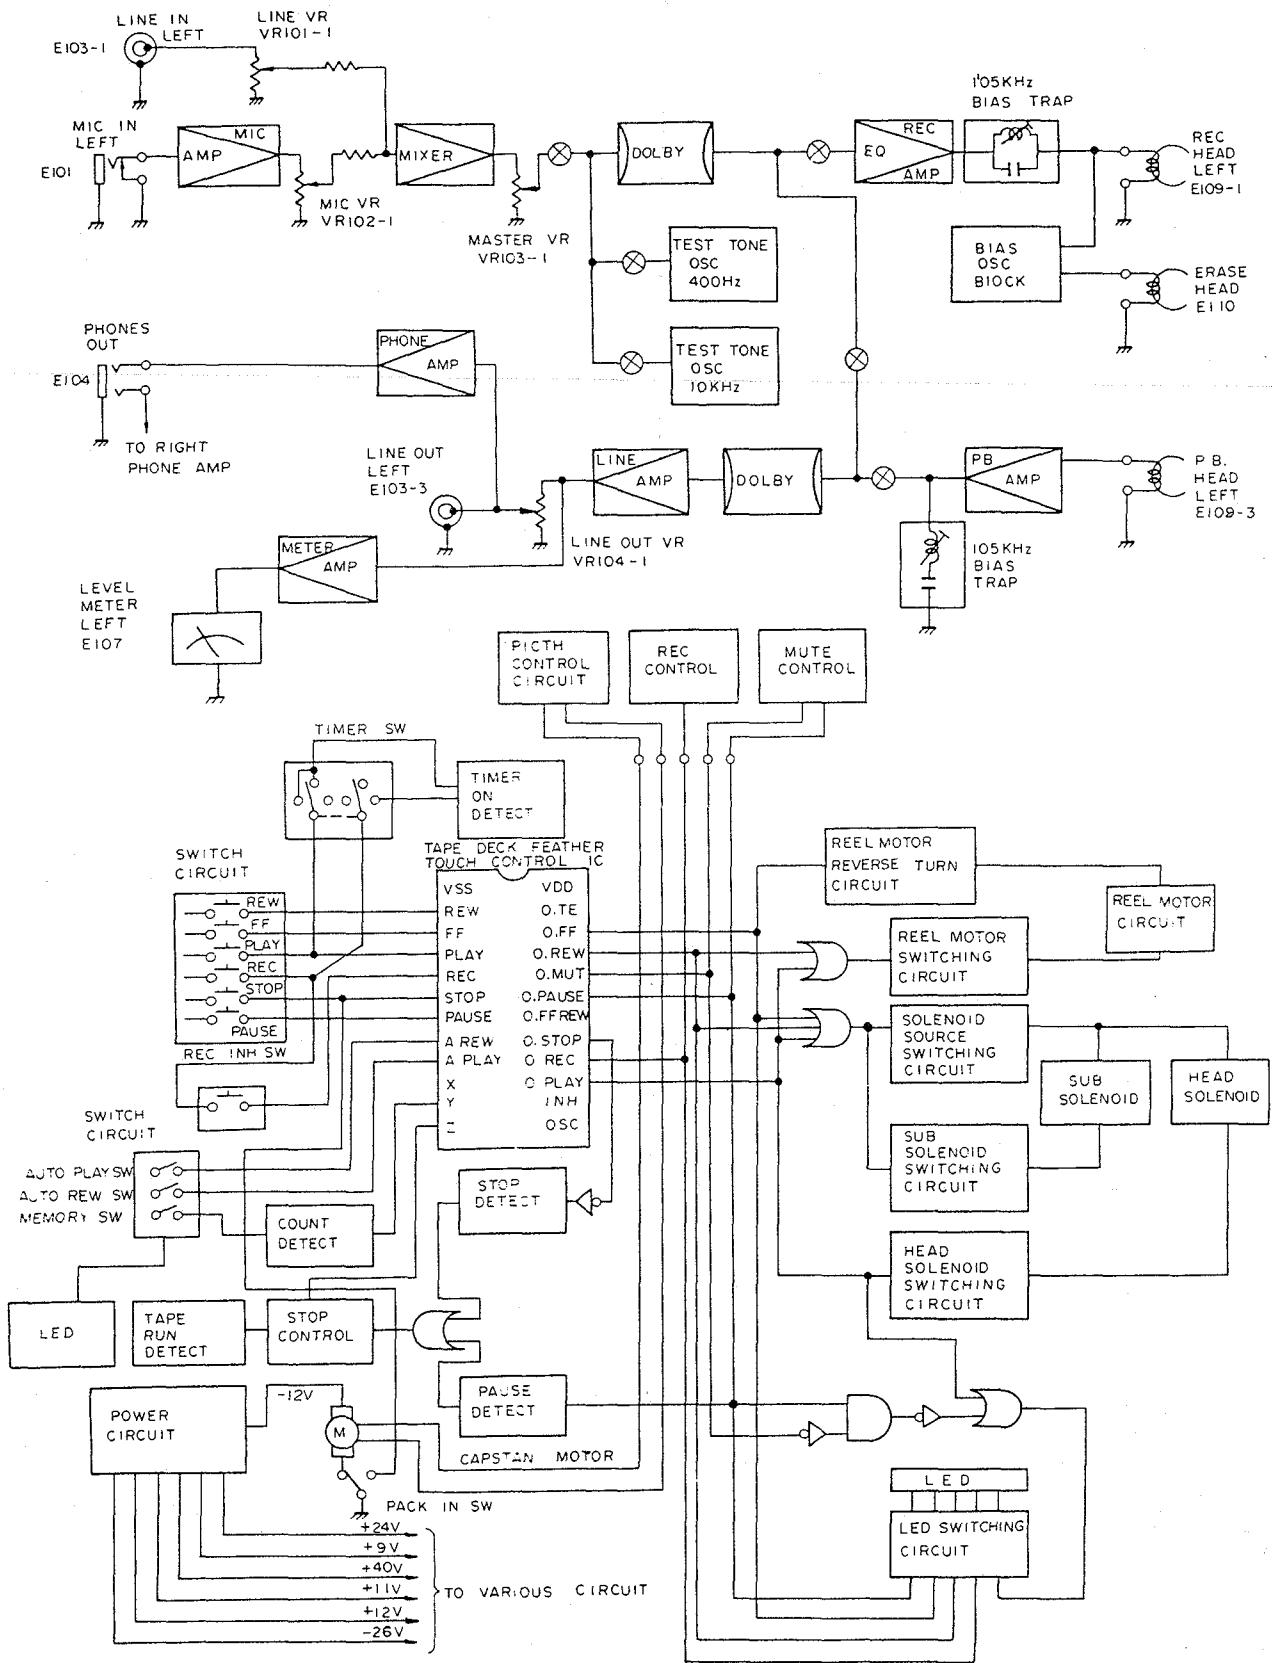 LINE IN
LEFT
E103-1
LINE VR
VR101-1
MIC IN
LEFT
E101
MIC
AMP
MIC VR
VR102-1
MIXER
MASTER VR
VR103-1
DOLBY
TEST TONE
OSC
400Hz
TEST TONE
OSC
10KHz
REC
EQ
AMP
105KHz
BIAS TRAP
REC
HEAD
LEFT
E109-1
BIAS
OSC
B10CK
ERASE
HEAD
E110
PHONES
OUT
E104
TO RIGHT
PHONE AMP
PHONE
AMP
LINE OUT
LEFT
E103-3
LINE
AMP
DOLBY
PB
AMP
P.B.
HEAD
LEFT
E109-3
LINE OUT VR
VR104-1
105KHz
BIAS
TRAP
METER
AMP
LEVEL
METER
LEFT
E107
PICTH
CONTROL
CIRCUIT
REC
CONTROL
MUTE
CONTROL
TIMER SW
TIMER
ON
DETECT
TAPE DECK FEATHER
TOUCH CONTROL IC
SWITCH
CIRCUIT
REW
FF
PLAY
REC
STOP
PAUSE
REC INH SW
VSS
REW
FF
PLAY
REC
STOP
PAUSE
A REW
A PLAY
X
Y
Z
VDD
O.TE
O.FF
O.REW
O.MUT
O.PAUSE
O.FFREW
O.STOP
O REC
O PLAY
INH
OSC
REEL MOTOR
REVERSE TURN
CIRCUIT
REEL MOTOR
CIRCUIT
REEL MOTOR
SWITCHING
CIRCUIT
SOLENOID
SOURCE
SWITCHING
CIRCUIT
SUB
SOLENOID
HEAD
SOLENOID
SUB
SOLENOID
SWITCHING
CIRCUIT
HEAD
SOLENOID
SWITCHING
CIRCUIT
SWITCH
CIRCUIT
AUTO PLAY SW
AUTO REW SW
MEMORY SW
COUNT
DETECT
STOP
DETECT
LED
TAPE
RUN
DETECT
STOP
CONTROL
PAUSE
DETECT
POWER
CIRCUIT
-12V
M
CAPSTAN MOTOR
PACK IN SW
LED
LED SWITCHING
CIRCUIT
+24V
+9V
+40V
+11V
+12V
-26V
TO VARIOUS CIRCUIT